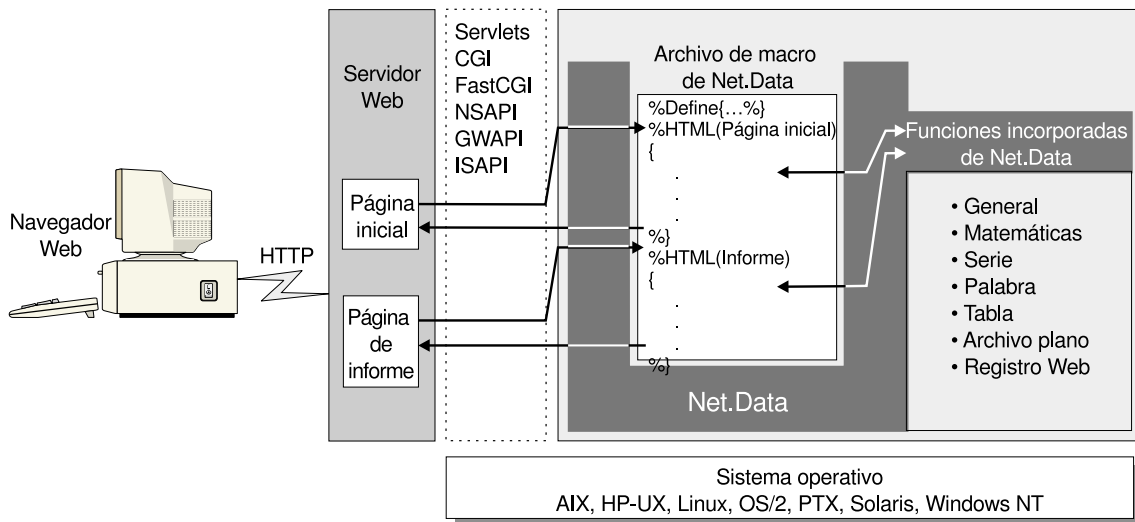 Navegador
Web
HTTP
Servidor
Web
Página
inicial
Página
de
informe
Servlets
CGI
FastCGI
NSAPI
GWAPI
ISAPI
Archivo de macro
de Net.Data
%Define{...%}
%HTML(Página inicial)
{
.
.
.
%}
%HTML(Informe)
{
.
.
.
%}
Net.Data
Funciones incorporadas
de Net.Data
• General
• Matemáticas
• Serie
• Palabra
• Tabla
• Archivo plano
• Registro Web
Sistema operativo
AIX, HP-UX, Linux, OS/2, PTX, Solaris, Windows NT